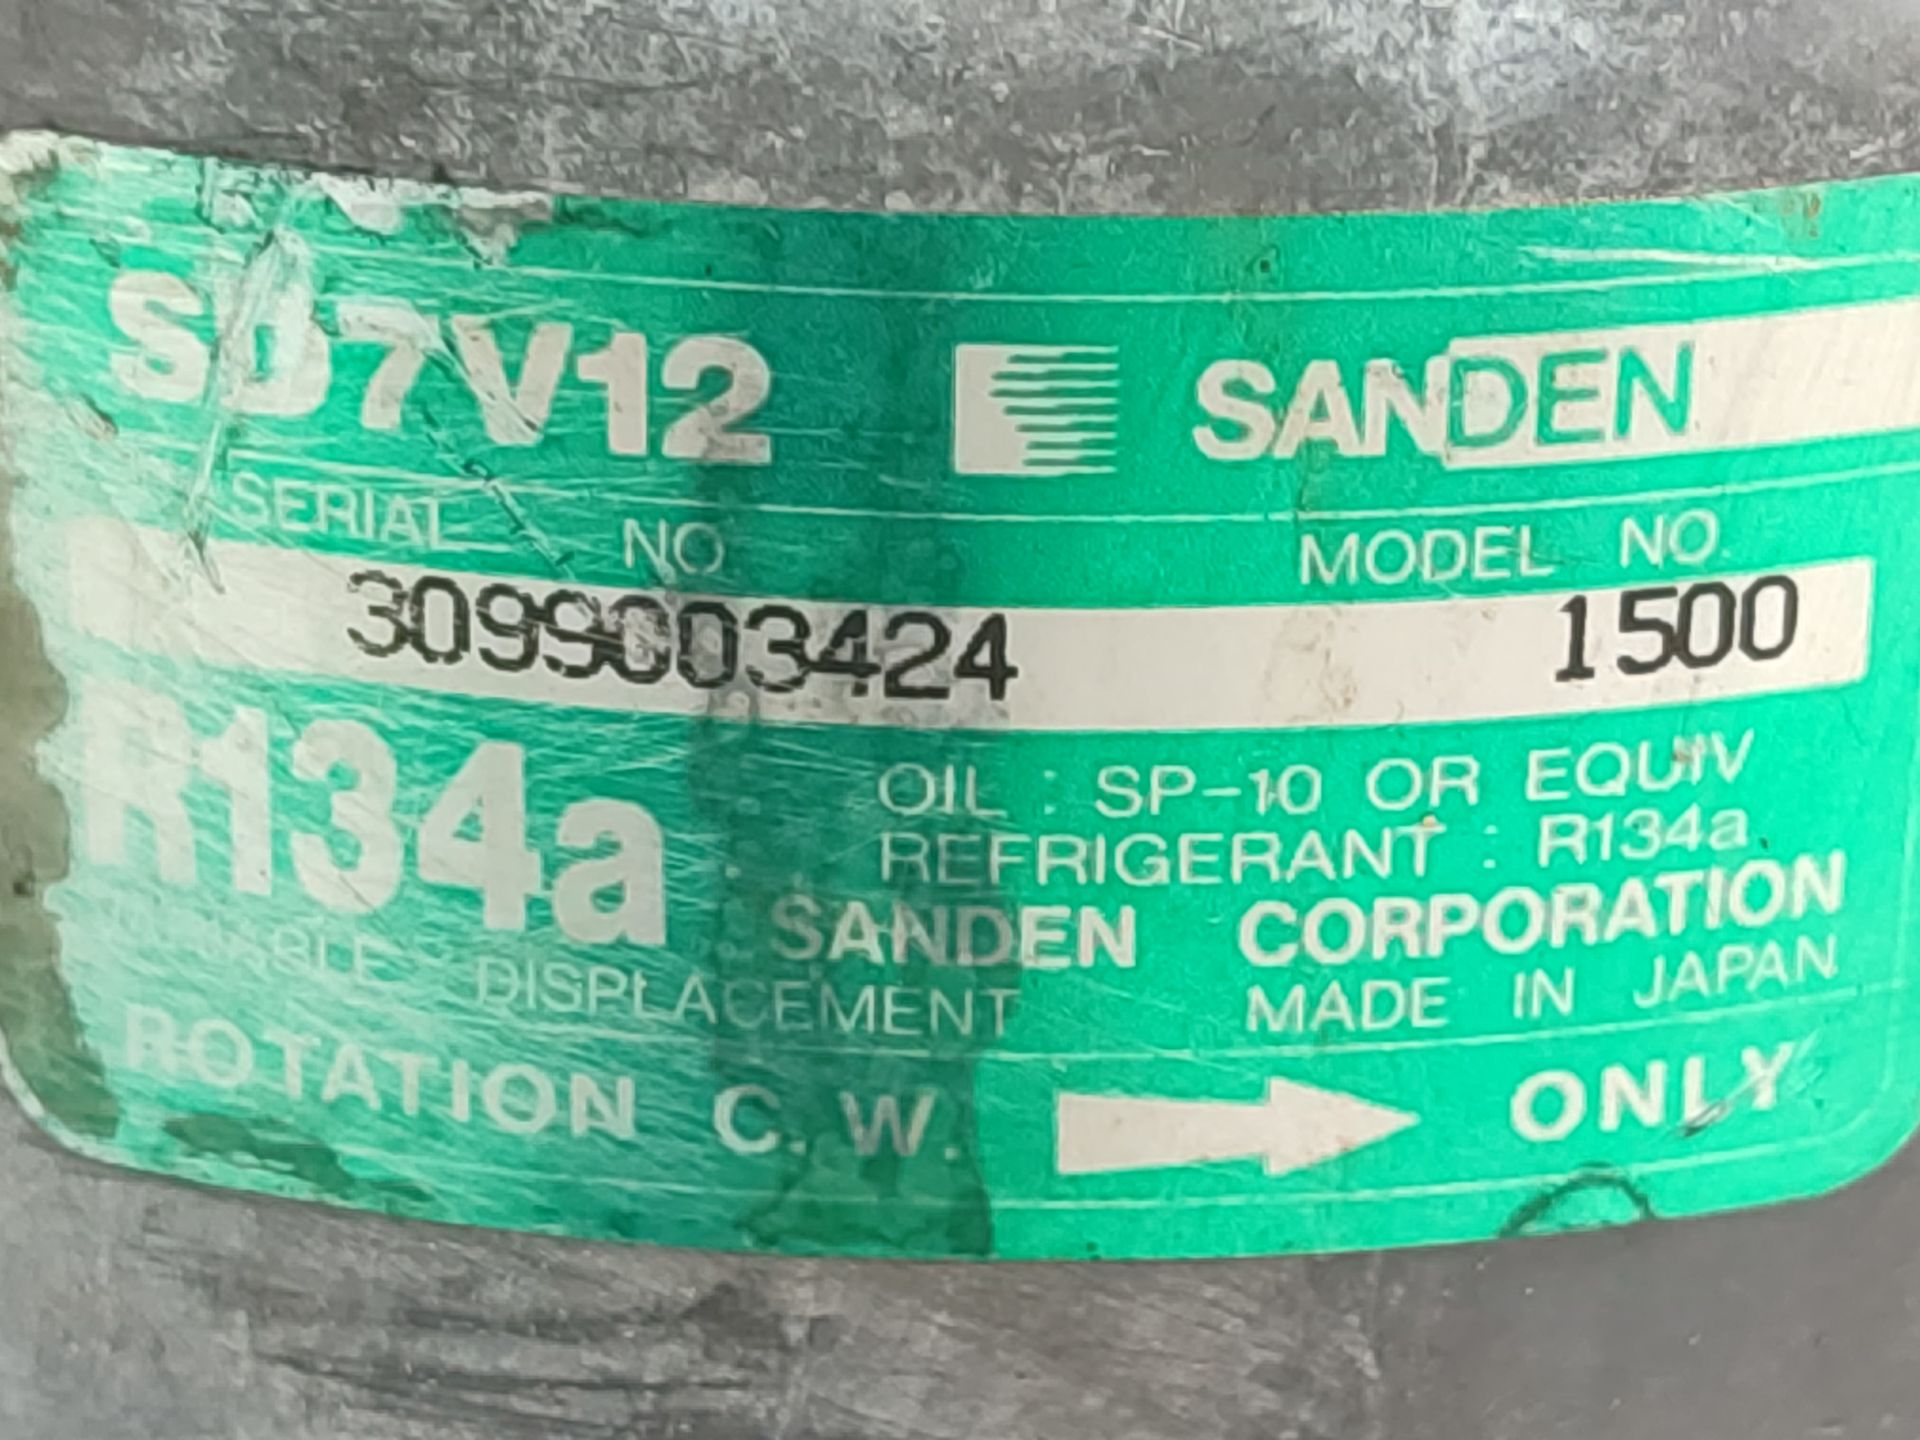 SD7V12 SANDEN
SERIAL NO MODEL NO.
3099003424 1500
R134a
OIL : SP-10 OR EQUIV
REFRIGERANT : R134a
SANDEN CORPORATION
DISPLACEMENT MADE IN JAPAN
ROTATION C. W. ONLY